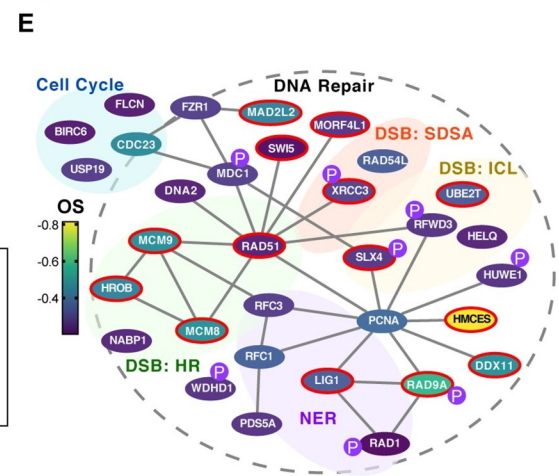 E
Cell Cycle
DNA Repair
FLCN
FZR1
MAD2L2
BIRC6
CDC23
MORF4L1
DSB: SDSA
SWI5
RAD54L
USP19
P
MDC1
DSB: ICL
DNA2
P
XRCC3
UBE2T
OS
-0.8
-0.6
-0.4
P
RFWD3
HELQ
MCM9
RAD51
SLX4
P
HUWE1
P
HROB
RFC3
PCNA
HMCES
MCM8
NABP1
DSB: HR
RFC1
DDX11
P
WDHD1
LIG1
RAD9A
P
NER
PDS5A
P
RAD1